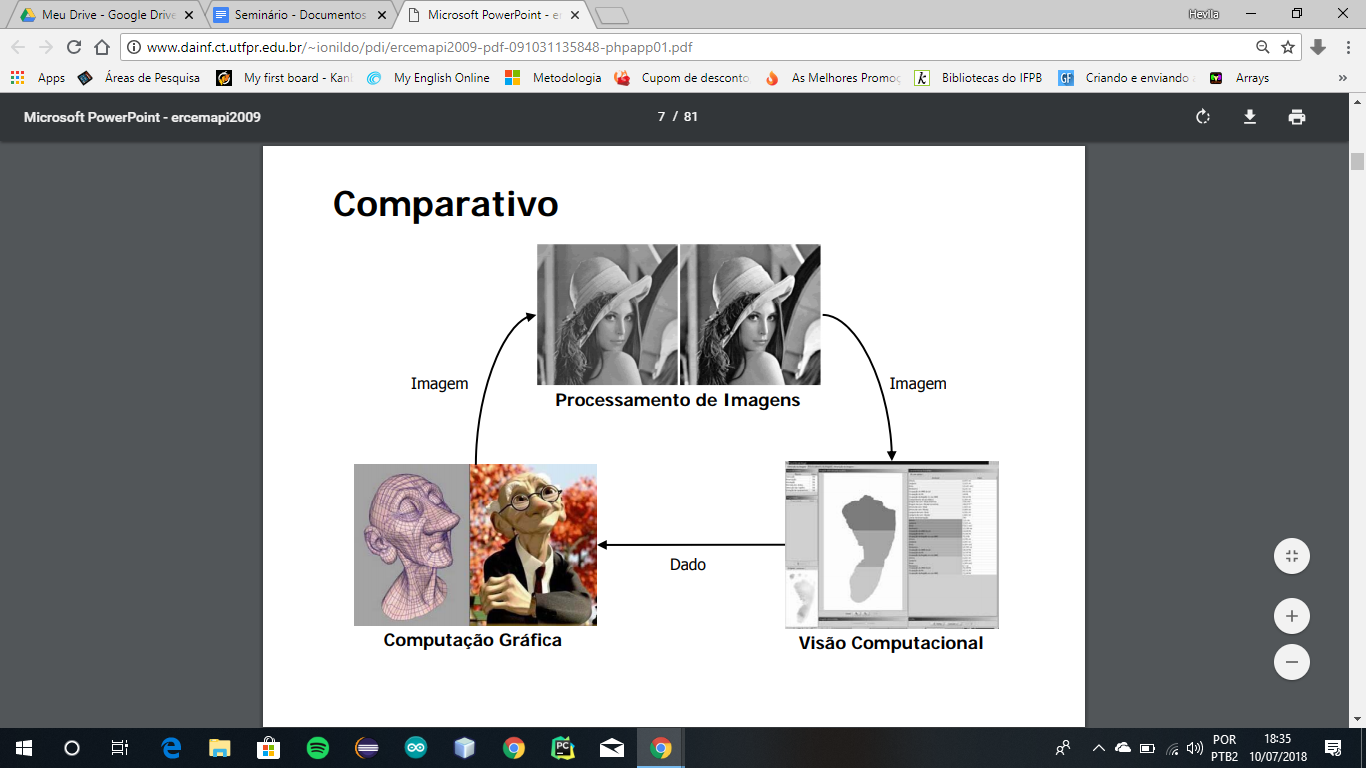 Meu Drive - Google Drive
Seminário - Documentos
Microsoft PowerPoint - e
Hevila
www.dainf.ct.utfpr.edu.br/~ionildo/pdi/ercemapi2009-pdf-091031135848-phpapp01.pdf
Apps
Áreas de Pesquisa
My first board - Kan
My English Online
Metodologia
Cupom de desconto
As Melhores Promoç
Bibliotecas do IFPB
Criando e enviando
Arrays
»
Microsoft PowerPoint - ercemapi2009
7 / 81
Comparativo
Imagem
Imagem
Processamento de Imagens
Dado
Computação Gráfica
Visão Computacional
POR
PTB2
18:35
10/07/2018